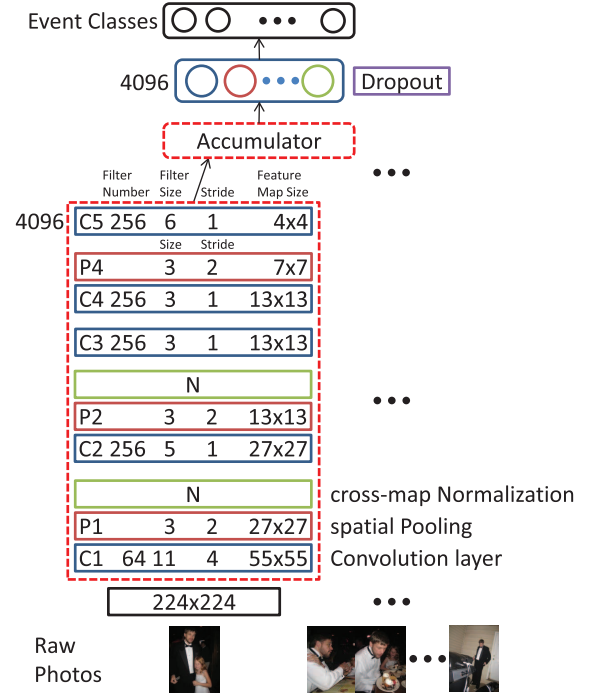 Event Classes
4096 Dropout
Accumulator
Filter Number Filter Size Stride Feature Map Size
4096 C5 256 6 1 4x4
Size Stride
P4 3 2 7x7
C4 256 3 1 13x13
C3 256 3 1 13x13
N
P2 3 2 13x13
C2 256 5 1 27x27
N cross-map Normalization
P1 3 2 27x27 spatial Pooling
C1 64 11 4 55x55 Convolution layer
224x224
Raw
Photos